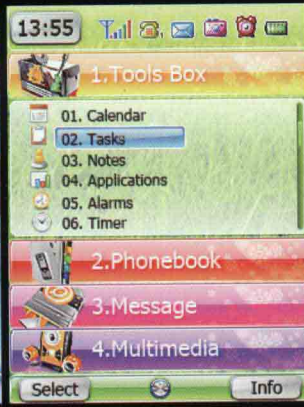 13:55
1.Tools Box
01. Calendar
02. Tasks
03. Notes
04. Applications
05. Alarms
06. Timer
2.Phonebook
3.Message
4.Multimedia
Select
Info